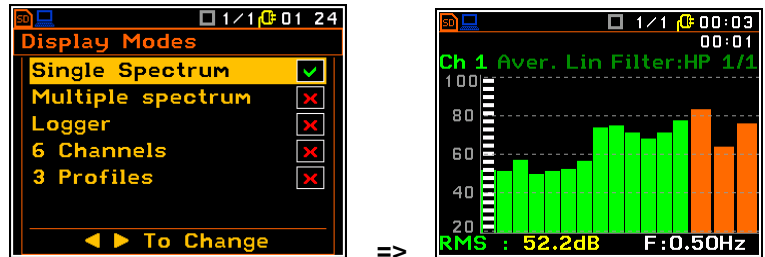 SD 1/1 01 24
Display Modes
Single Spectrum
Multiple spectrum
Logger
6 Channels
3 Profiles
◄ ► To Change
=>
SD 1/1 00:03
00:01
Ch 1 Aver. Lin Filter:HP 1/1
100
80
60
40
20
RMS : 52.2dB F:0.50Hz